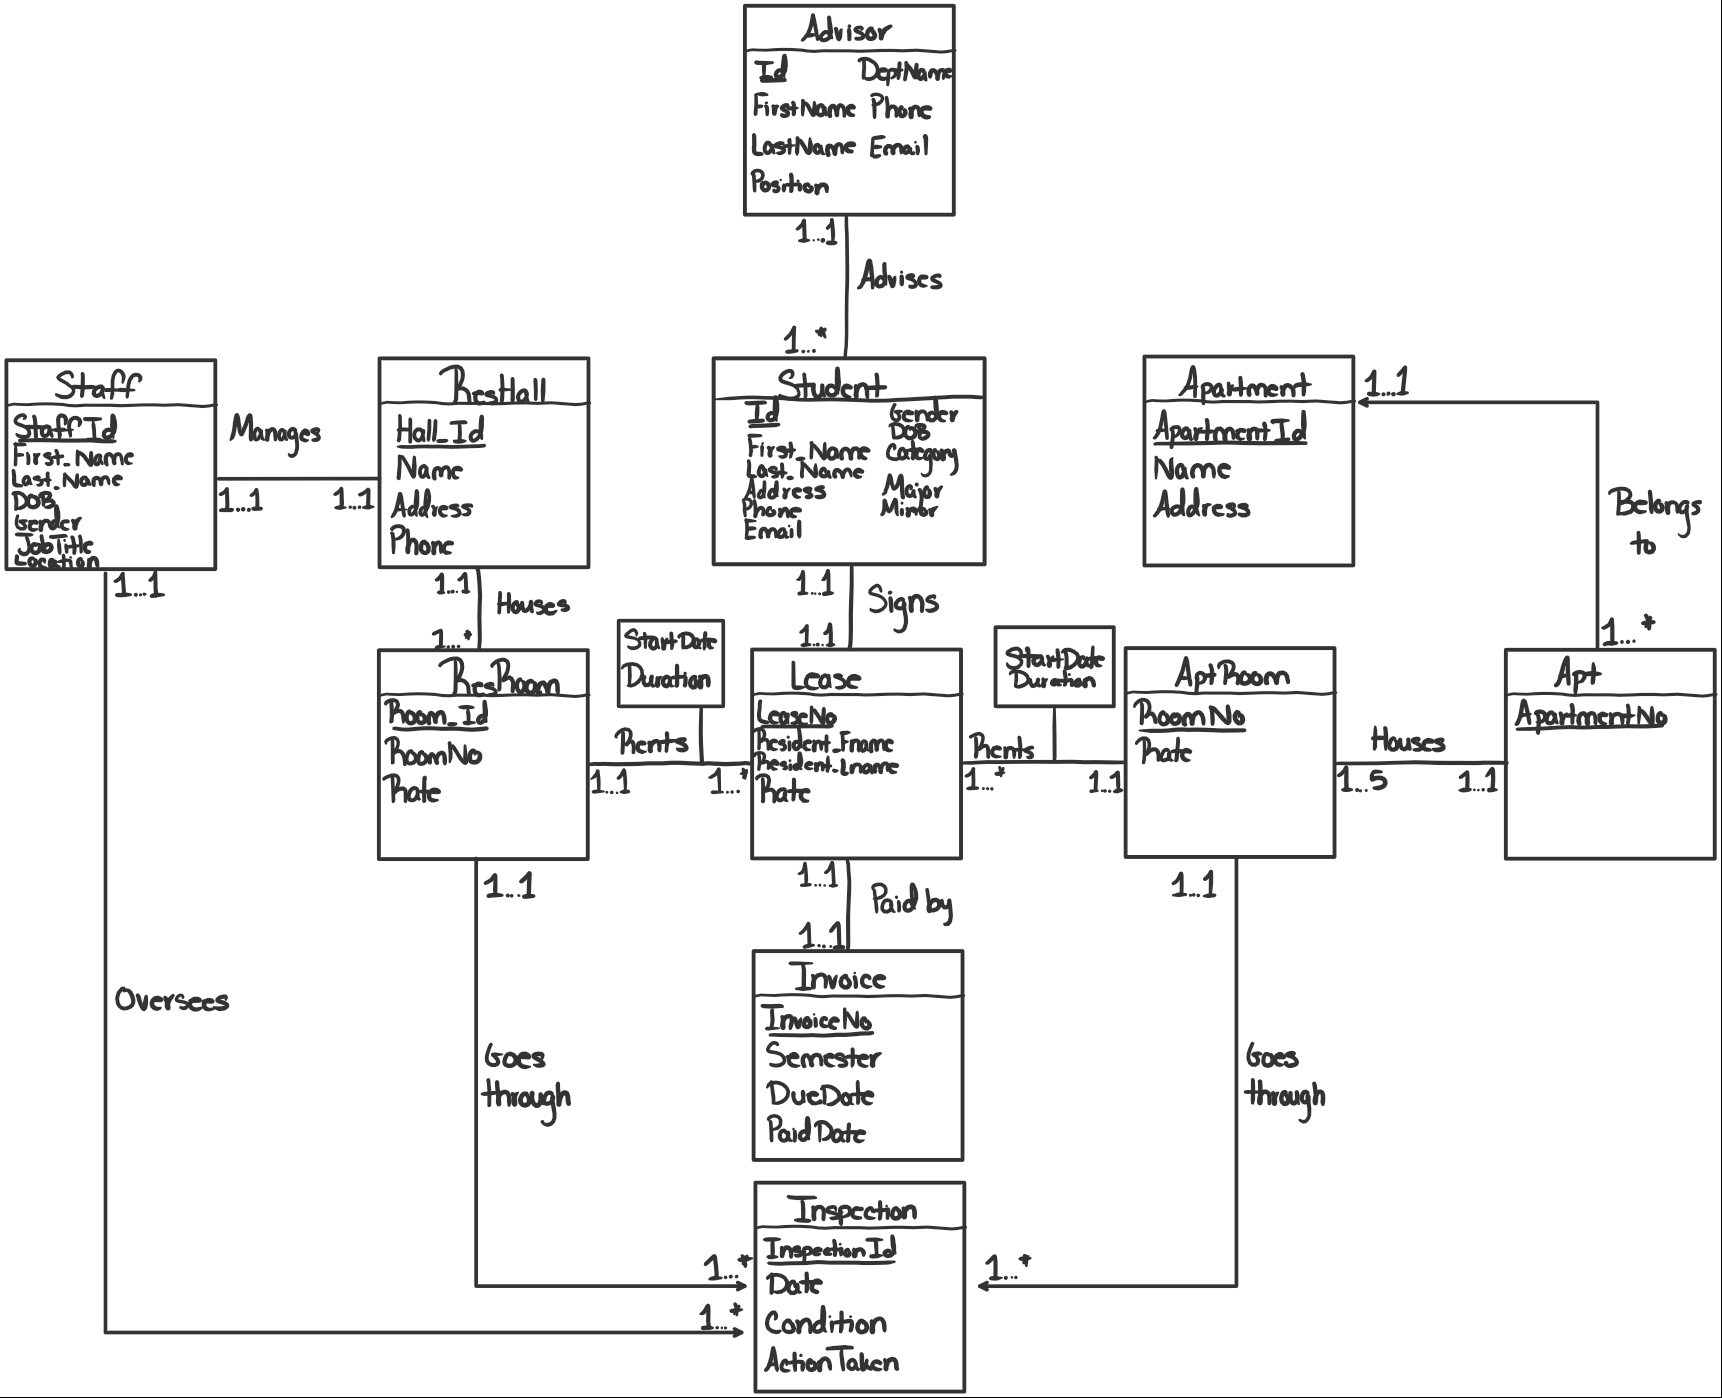 Advisor
Id DeptName
FirstName Phone
LastName Email
Position
1...1
Advises
1...*
Staff
StaffId
First_Name
Last_Name
DOB
Gender
JobTitle
Location
Manages
1...1 1...1
ResHall
Hall_Id
Name
Address
Phone
Student
Id Gender
DOB
First_Name Category
Last_Name
Address Major
Phone Minor
Email
Apartment
ApartmentId
Name
Address
1...1
Belongs
to
1...*
1...1
1...1
Houses
1...*
1...1
Signs
1...1
StartDate
Duration
StartDate
Duration
ResRoom
Room_Id
RoomNo
Rate
Rents
1...1 1...*
Lease
LeaseNo
Resident_Fname
Resident_Lname
Rate
Rents
1...* 1...1
AptRoom
RoomNo
Rate
Houses
1...5 1...1
Apt
ApartmentNo
1...1
1...1
Paid by
1...1
1...1
Invoice
InvoiceNo
Semester
DueDate
PaidDate
Oversees
Goes
through
Goes
through
Inspection
InspectionId
Date
Condition
ActionTaken
1...*
1...*
1...*